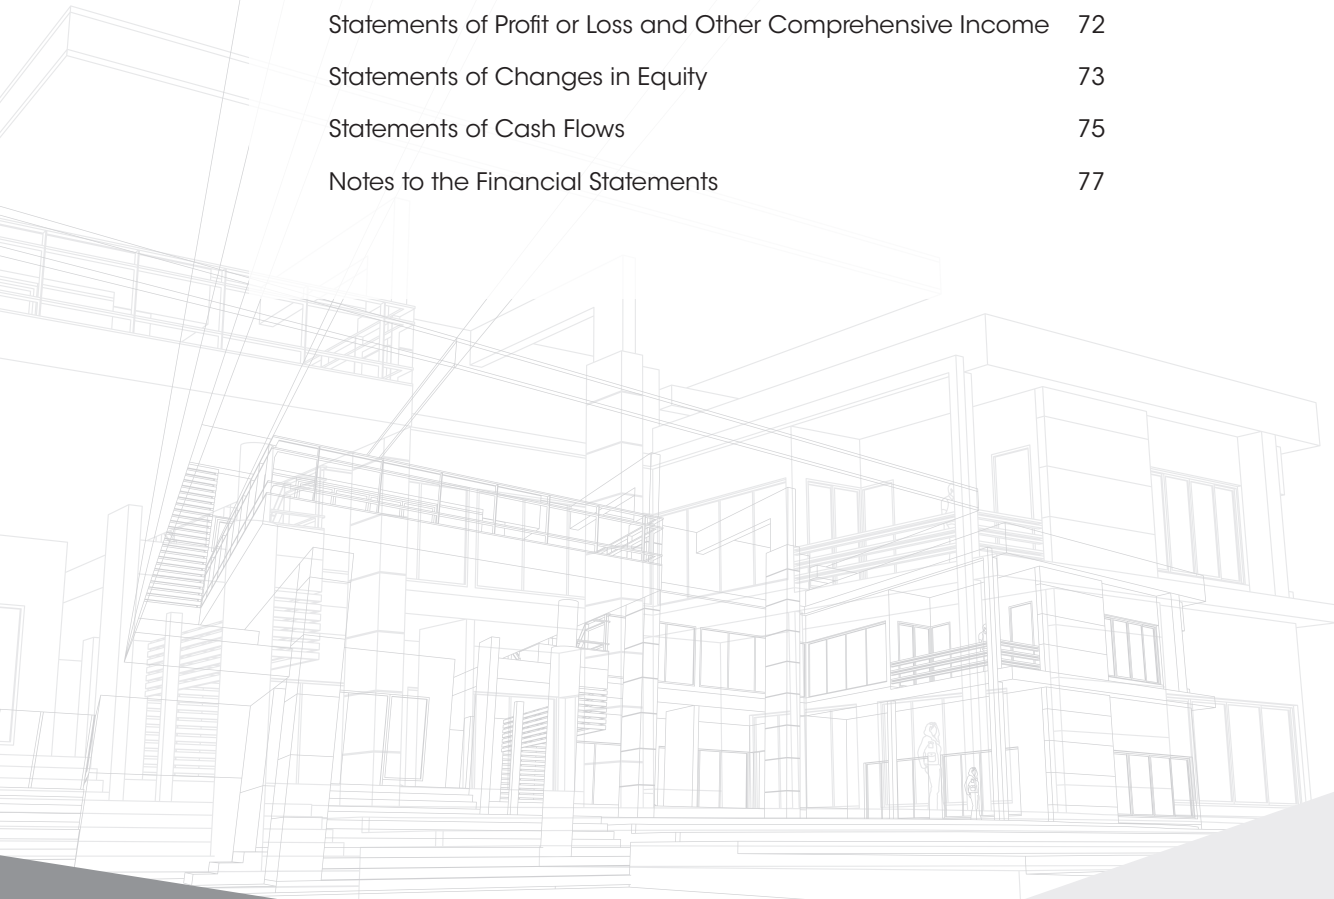 Statements of Profit or Loss and Other Comprehensive Income 72
Statements of Changes in Equity 73
Statements of Cash Flows 75
Notes to the Financial Statements 77